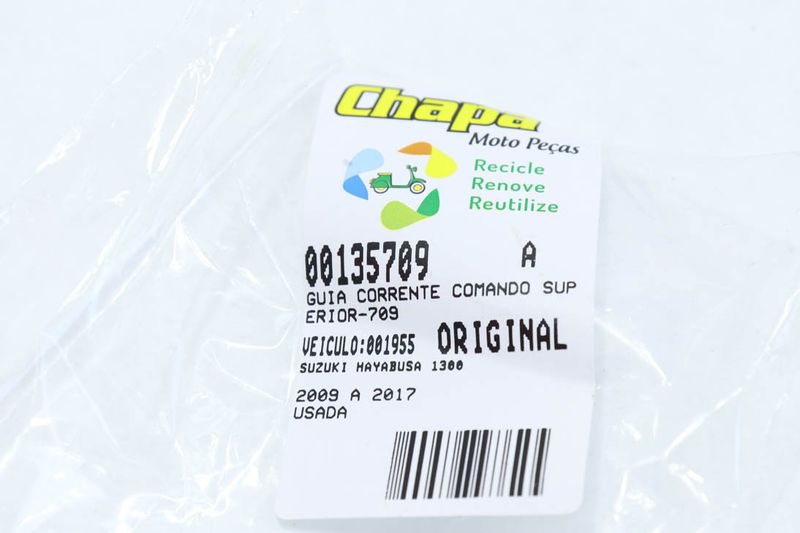 Chapa
Moto Peças
Recicle
Renove
Reutilize
00135709 A
GUIA CORRENTE COMANDO SUP
ERIOR-709
VEICULO:001955 ORIGINAL
SUZUKI HAYABUSA 1300
2009 A 2017
USADA